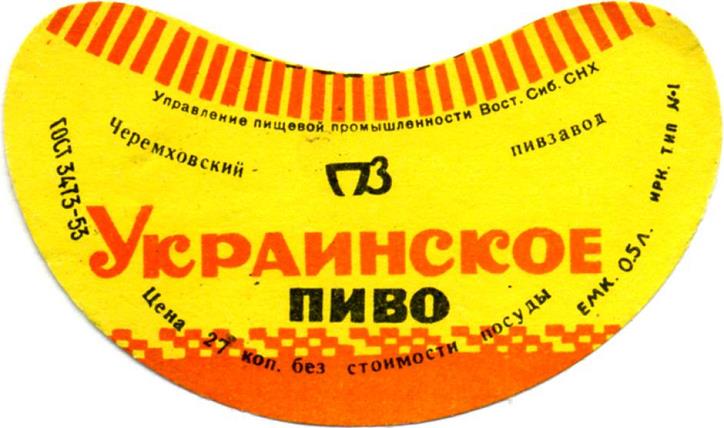 Управление пищевой промышленности Вост. Сиб. СНХ
Черемховский пивзавод
ПЗ
ГОСТ 3473-53
УКРАИНСКОЕ
ПИВО
Цена 27 коп. без стоимости посуды
ЕМК. 0.5 л.
ИРК. ТИП №1